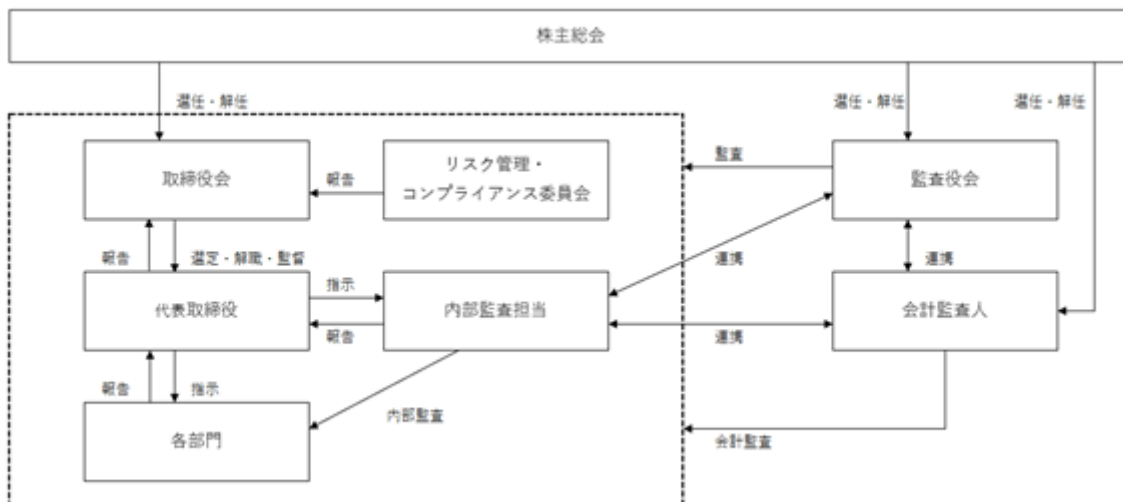 株主総会
選任・解任
選任・解任
選任・解任
取締役会
報告
リスク管理・
コンプライアンス委員会
監査
監査役会
報告
選定・解職・監督
連携
連携
代表取締役
指示
報告
内部監査担当
連携
会計監査人
報告
指示
内部監査
各部門
会計監査